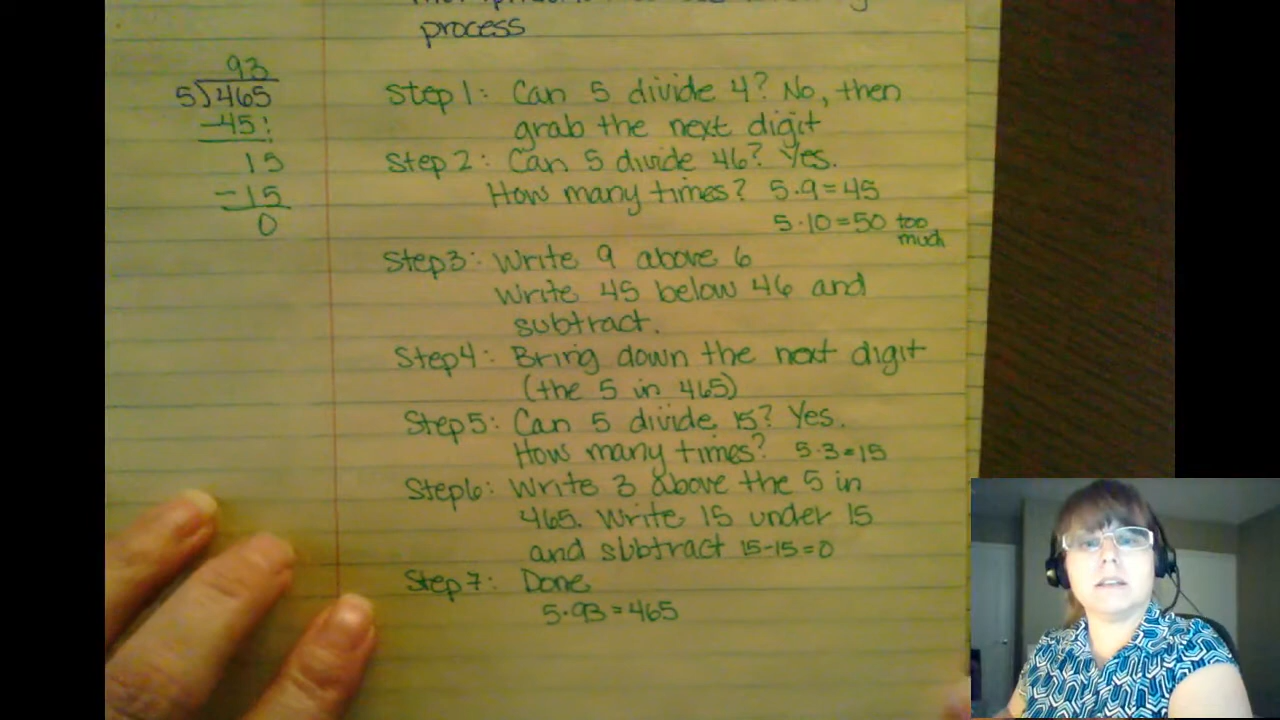 process
93
5)465
-45
15
-15
0
Step 1: Can 5 divide 4? No, then
grab the next digit
Step 2: Can 5 divide 46? Yes.
How many times? 5·9=45
5·10=50 too
much
Step 3: Write 9 above 6
Write 45 below 46 and
subtract.
Step 4: Bring down the next digit
(the 5 in 465)
Step 5: Can 5 divide 15? Yes.
How many times? 5·3=15
Step 6: Write 3 above the 5 in
465. Write 15 under 15
and subtract 15-15=0
Step 7: Done
5·93=465